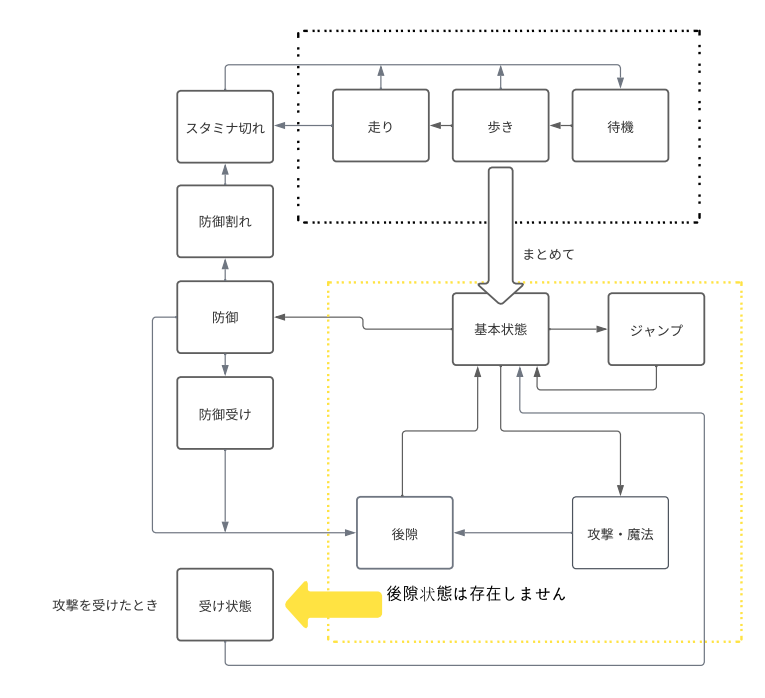 スタミナ切れ
走り
歩き
待機
防御割れ
まとめて
防御
基本状態
ジャンプ
防御受け
後隙
攻撃・魔法
後隙状態は存在しません
攻撃を受けたとき
受け状態